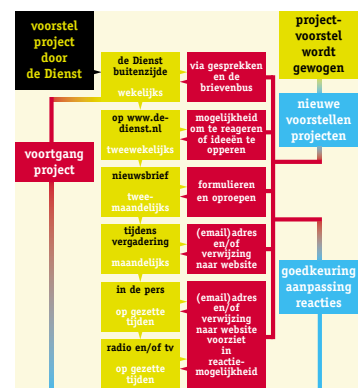 voorstel
project
door
de Dienst
de Dienst
buitenzijde
wekelijks
via gesprekken
en de
brievenbus
project-
voorstel
wordt
gewogen
op www.de-
dienst.nl
tweewekelijks
mogelijkheid
om te reageren
of ideeën te
opperen
nieuwe
voorstellen
projecten
voortgang
project
nieuwsbrief
twee-
maandelijks
formulieren
en oproepen
tijdens
vergadering
maandelijks
(email)adres
en/of
verwijzing
naar website
goedkeuring
aanpassing
reacties
in de pers
op gezette
tijden
(email)adres
en/of
verwijzing
naar website
voorziet
in
reactie-
mogelijkheid
radio en/of tv
op gezette
tijden